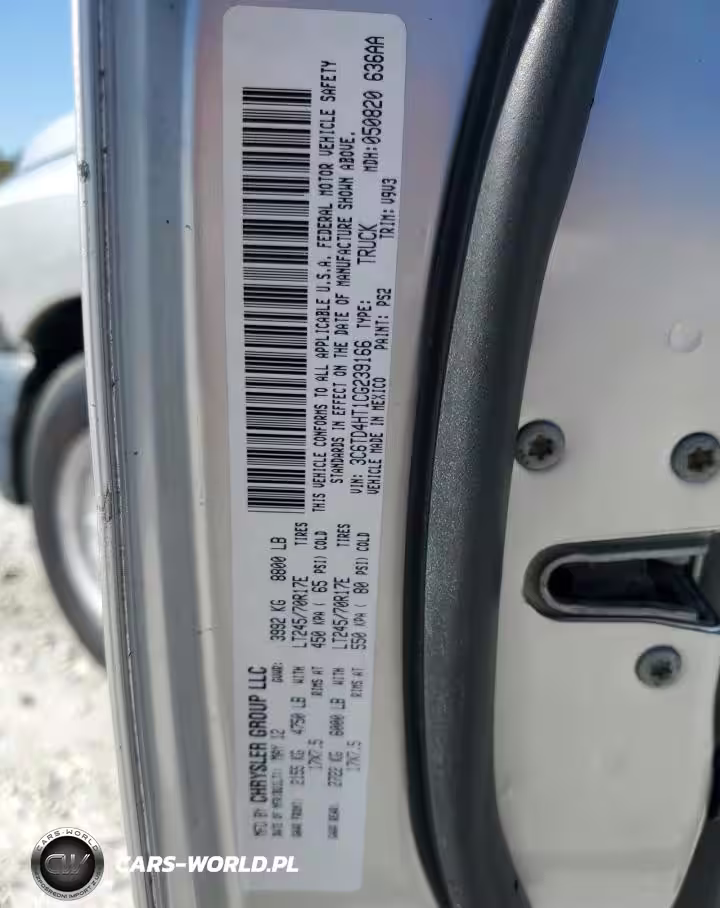 MFD BY CHRYSLER GROUP LLC
DATE OF MFR(BUILT): MAY 12 GVWR: 3992 KG 8800 LB
GAWR FRONT: 2155 KG 4750 LB WITH LT245/70R17E TIRES
17X7.5 RIMS AT 450 KPA ( 65 PSI) COLD
GAWR REAR: 2722 KG 6000 LB WITH LT245/70R17E TIRES
17X7.5 RIMS AT 550 KPA ( 80 PSI) COLD
THIS VEHICLE CONFORMS TO ALL APPLICABLE U.S.A. FEDERAL MOTOR VEHICLE SAFETY
STANDARDS IN EFFECT ON THE DATE OF MANUFACTURE SHOWN ABOVE.
VIN: 3C6TD4HT1CG239166 TYPE: TRUCK MDH:050820 636AA
VEHICLE MADE IN MEXICO PAINT: PS2 TRIM: V9V3
CARS-WORLD
CW
CARS-WORLD.PL